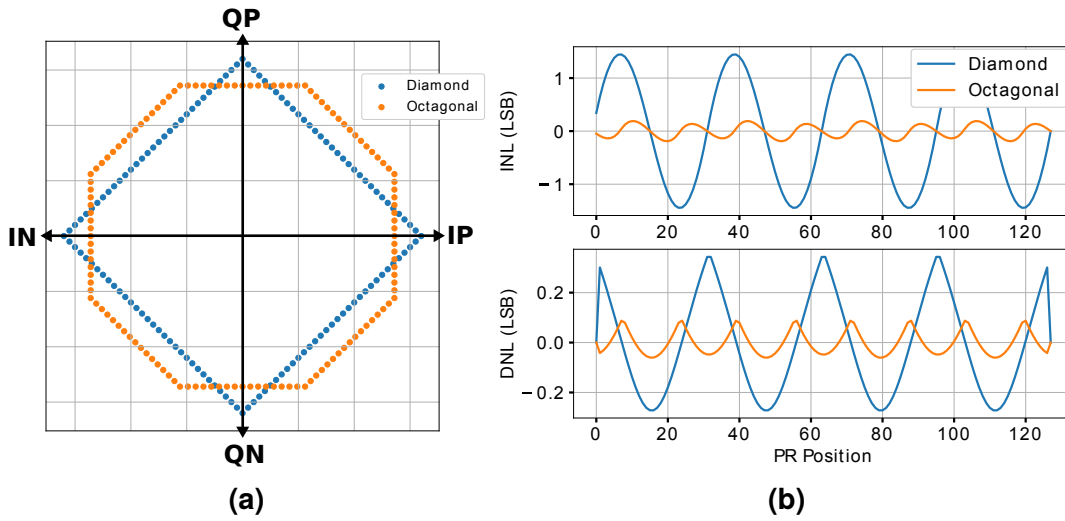 QP
Diamond
Octagonal
IN
IP
QN
(a)
INL (LSB)
1
0
−1
Diamond
Octagonal
0 20 40 60 80 100 120
DNL (LSB)
0.2
0.0
−0.2
0 20 40 60 80 100 120
PR Position
(b)